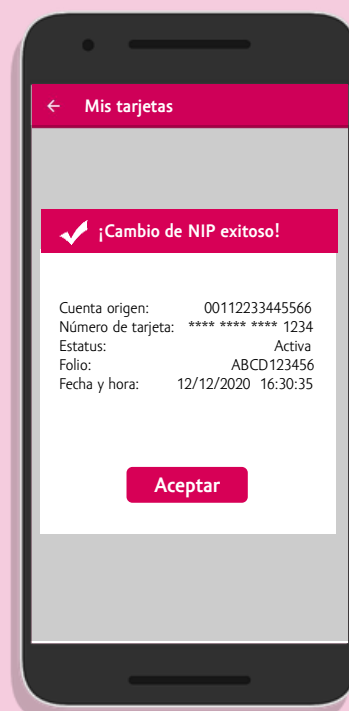 Mis tarjetas
¡Cambio de NIP exitoso!
Cuenta origen: 00112233445566
Número de tarjeta: **** **** **** 1234
Estatus: Activa
Folio: ABCD123456
Fecha y hora: 12/12/2020 16:30:35
Aceptar